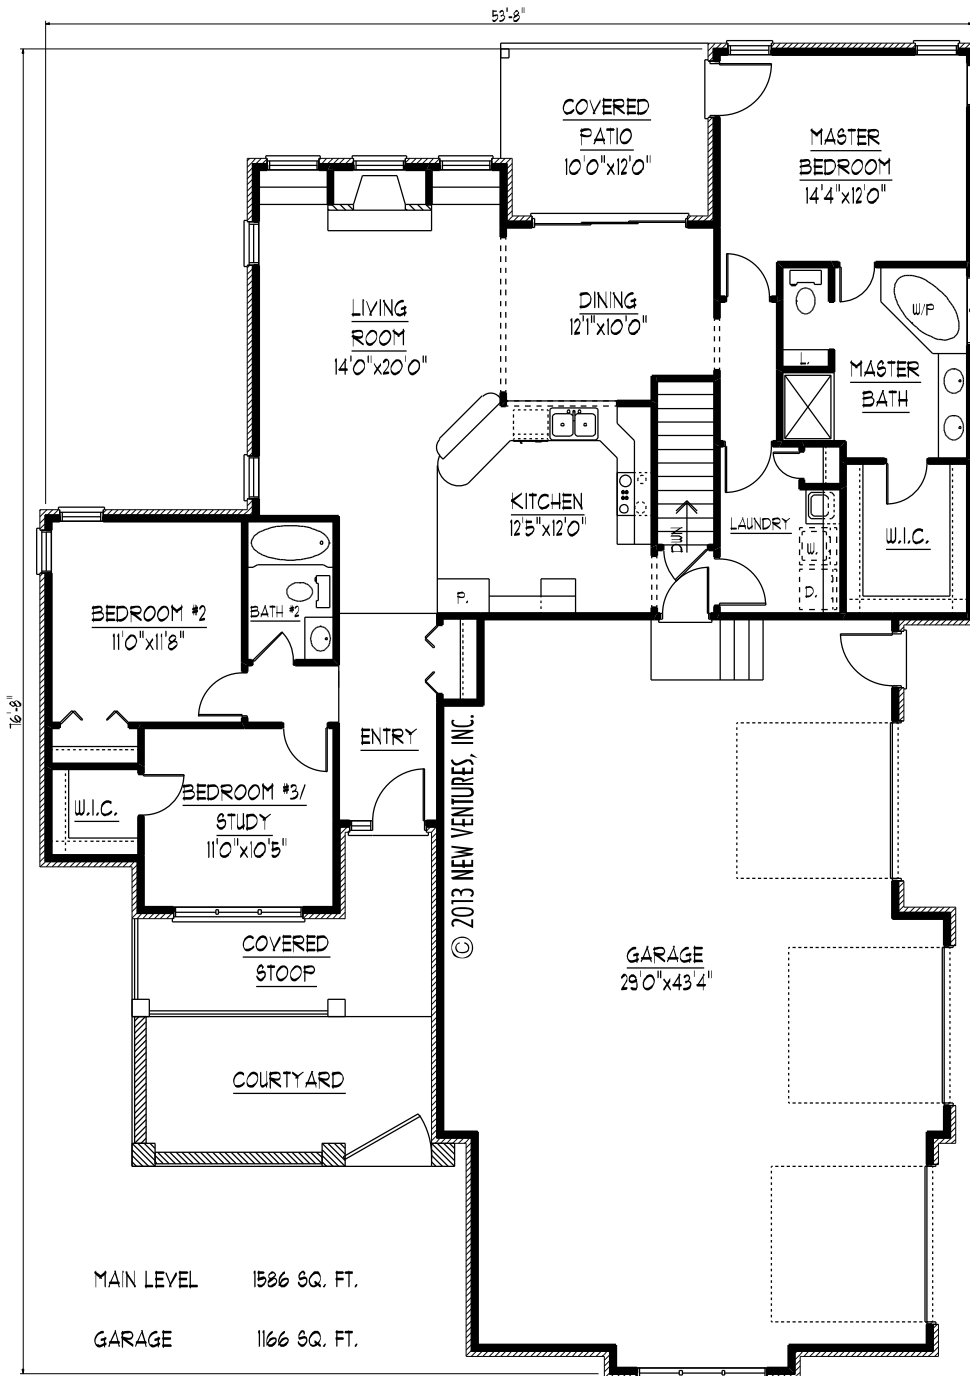 53'-8"
COVERED
PATIO
10'0"x12'0"
MASTER
BEDROOM
14'4"x12'0"
LIVING
ROOM
14'0"x20'0"
DINING
12'1"x10'0"
W/P
L.
MASTER
BATH
KITCHEN
12'5"x12'0"
DWN
LAUNDRY
W.
D.
W.I.C.
P.
BEDROOM #2
11'0"x11'8"
BATH #2
76'-8"
ENTRY
W.I.C.
BEDROOM #3/
STUDY
11'0"x10'5"
© 2013 NEW VENTURES, INC.
COVERED
STOOP
GARAGE
29'0"x43'4"
COURTYARD
MAIN LEVEL 1586 SQ. FT.
GARAGE 1166 SQ. FT.